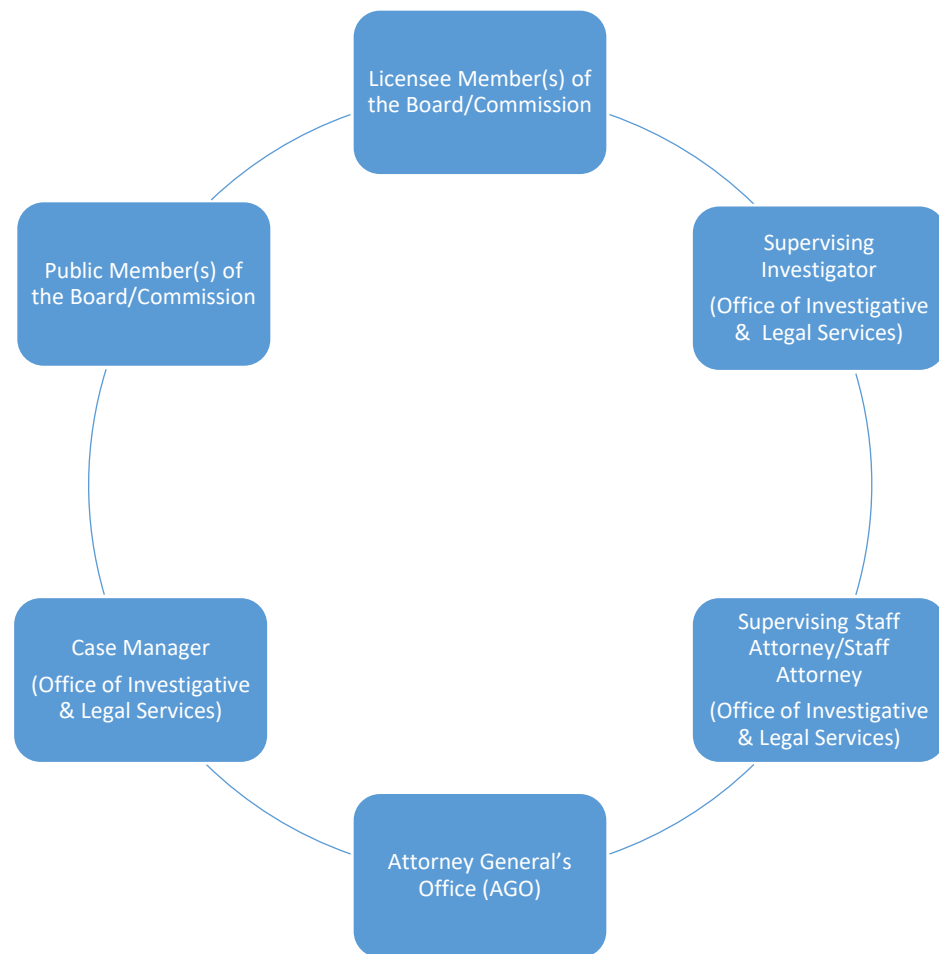 Licensee Member(s) of
the Board/Commission
Supervising
Investigator
(Office of Investigative
&  Legal Services)
Supervising Staff
Attorney/Staff
Attorney
(Office of Investigative
& Legal Services)
Attorney General’s
Office (AGO)
Case Manager
(Office of Investigative
& Legal Services)
Public Member(s) of
the Board/Commission